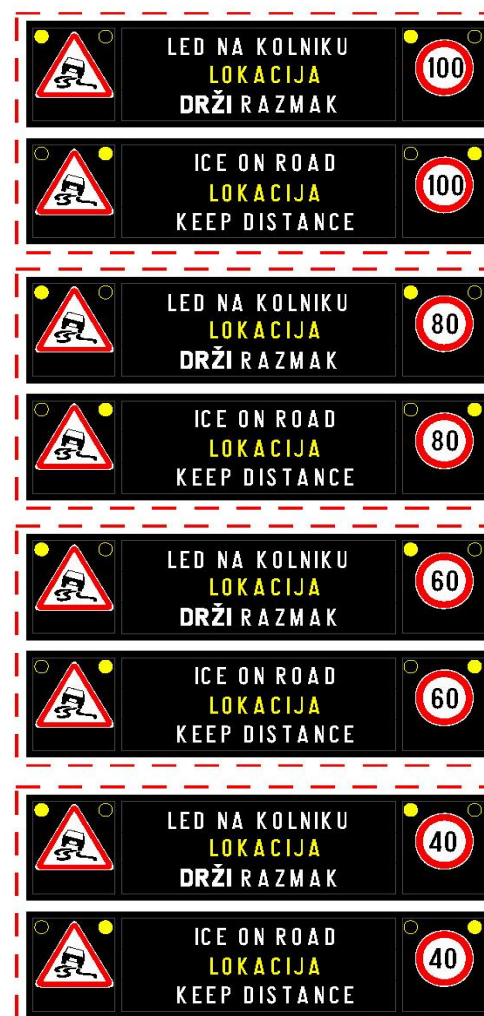 LED NA KOLNIKU
LOKACIJA
DRŽI RAZMAK
100
ICE ON ROAD
LOKACIJA
KEEP DISTANCE
100
LED NA KOLNIKU
LOKACIJA
DRŽI RAZMAK
80
ICE ON ROAD
LOKACIJA
KEEP DISTANCE
80
LED NA KOLNIKU
LOKACIJA
DRŽI RAZMAK
60
ICE ON ROAD
LOKACIJA
KEEP DISTANCE
60
LED NA KOLNIKU
LOKACIJA
DRŽI RAZMAK
40
ICE ON ROAD
LOKACIJA
KEEP DISTANCE
40